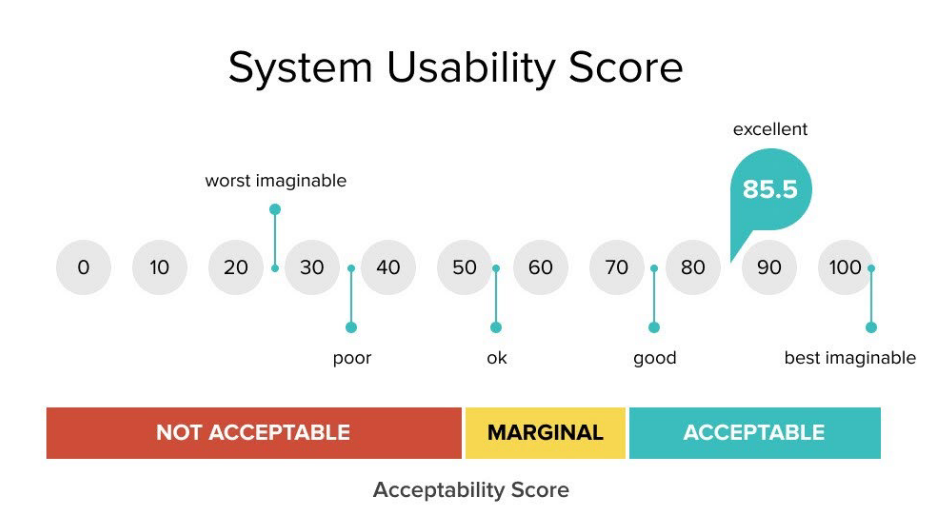 System Usability Score
excellent
85.5
worst imaginable
0 10 20 30 40 50 60 70 80 90 100
poor ok good best imaginable
NOT ACCEPTABLE MARGINAL ACCEPTABLE
Acceptability Score